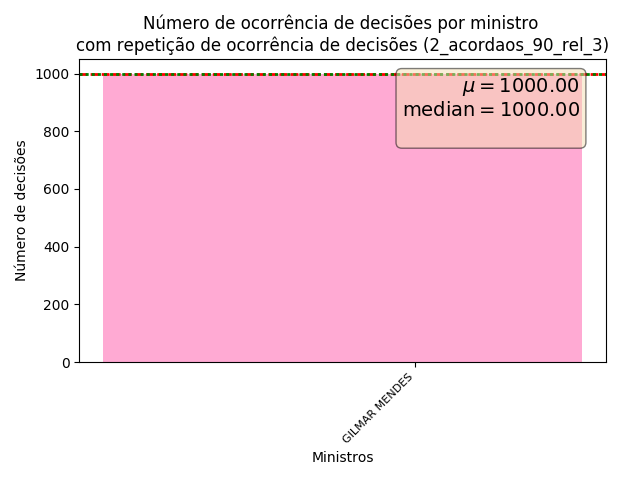 Número de ocorrência de decisões por ministro
com repetição de ocorrência de decisões (2_acordaos_90_rel_3)
μ = 1000.00
median = 1000.00
1000
800
600
400
200
0
Número de decisões
GILMAR MENDES
Ministros